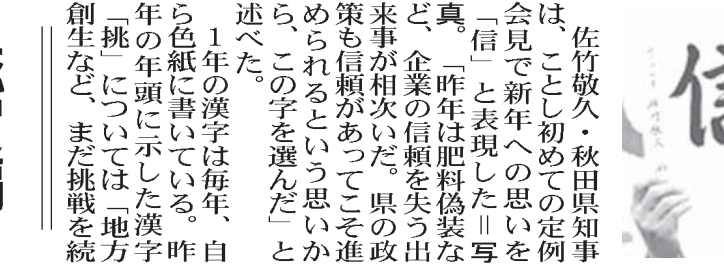 佐竹敬久・秋田県知事
は、ことし初めての定例
会見で新年への思いを
「信」と表現した＝写
真。「昨年は肥料偽装な
ど、企業の信頼を失う出
来事が相次いだ。県の政
策も信頼があってこそ進
められるという思いか
ら、この字を選んだ」と
述べた。
１年の漢字は毎年、自
ら色紙に書いている。昨
年の年頭に示した漢字
「挑」については「地方
創生など、まだ挑戦を続
信